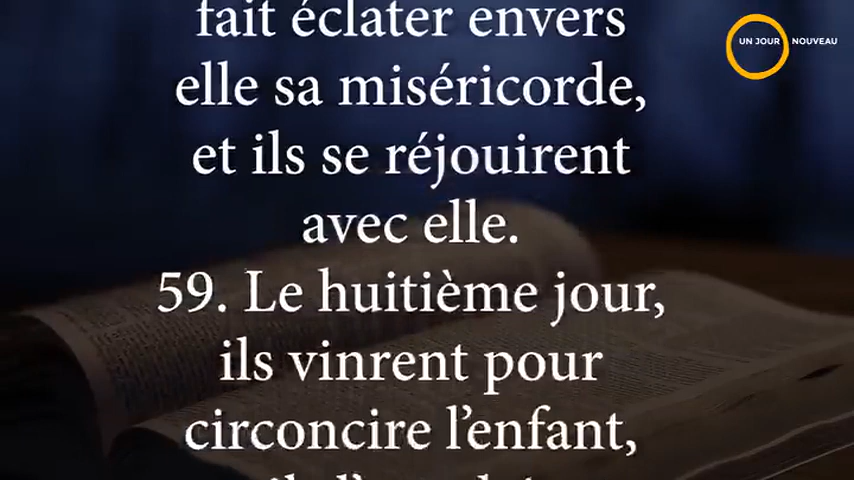 fait éclater envers
elle sa miséricorde,
et ils se réjouirent
avec elle.
59. Le huitième jour,
ils vinrent pour
circoncire l'enfant,
UN JOUR NOUVEAU